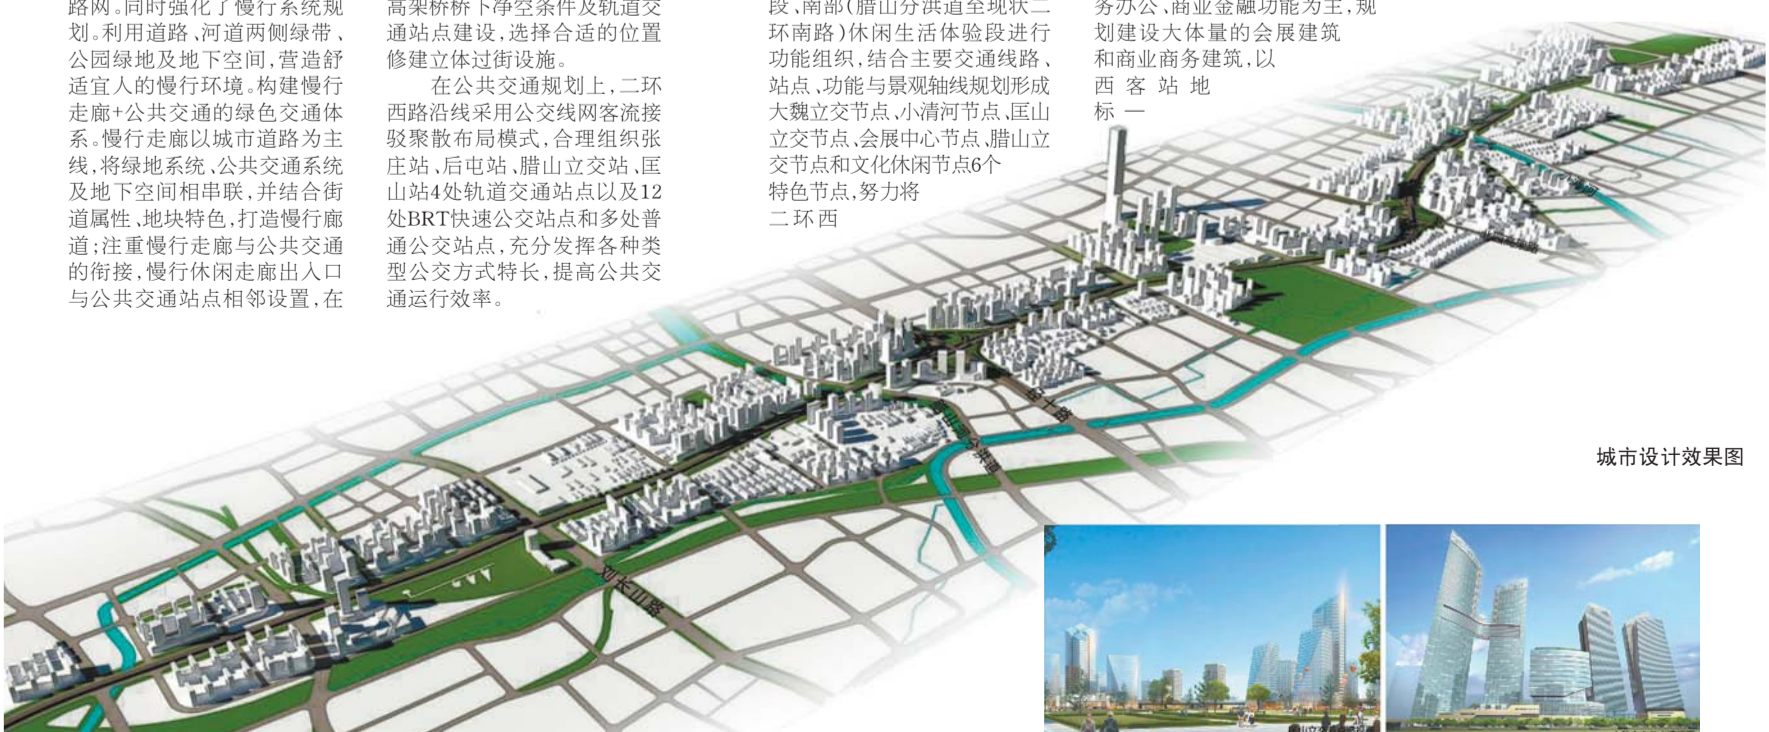 路网。同时强化了慢行系统规
划。利用道路、河道两侧绿带、
公园绿地及地下空间,营造舒
适宜人的慢行环境。构建慢行
走廊+公共交通的绿色交通体
系。慢行走廊以城市道路为主
线,将绿地系统、公共交通系统
及地下空间相串联,并结合街
道属性、地块特色,打造慢行廊
道;注重慢行走廊与公共交通
的衔接,慢行休闲走廊出入口
与公共交通站点相邻设置,在
高架桥桥下净空条件及轨道交
通站点建设,选择合适的位置
修建立体过街设施。
在公共交通规划上,二环
西路沿线采用公交线网客流接
驳聚散布局模式,合理组织张
庄站、后屯站、腊山立交站、匡
山站4处轨道交通站点以及12
处BRT快速公交站点和多处普
通公交站点,充分发挥各种类
型公交方式特长,提高公共交
通运行效率。
段、南部(腊山分洪道至现状二
环南路)休闲生活体验段进行
功能组织,结合主要交通线路、
站点、功能与景观轴线规划形成
大魏立交节点、小清河节点、匡山
立交节点、会展中心节点、腊山立
交节点和文化休闲节点6个
特色节点,努力将
二环西
务办公、商业金融功能为主,规
划建设大体量的会展建筑
和商业商务建筑,以
西客站地
标一
经十路
刘长山路
城市设计效果图